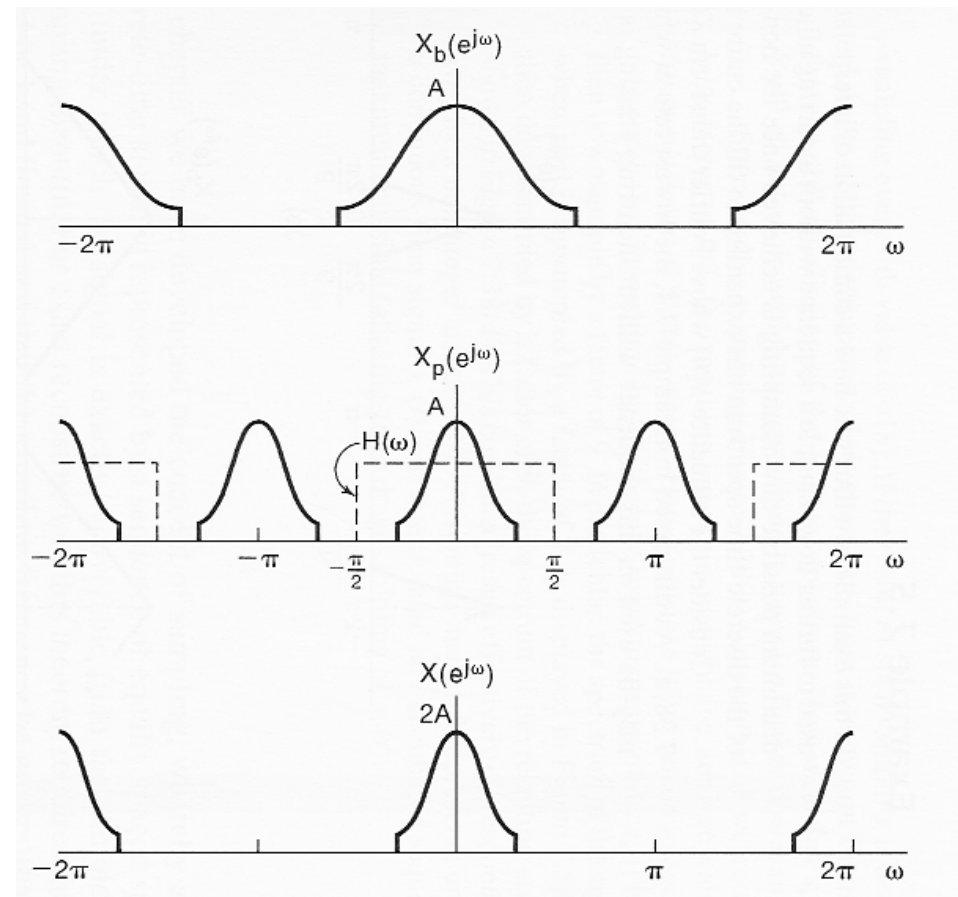 X_b(e^{jω})
A
−2π 2π ω
X_p(e^{jω})
A
H(ω)
−2π −π −π/2 π/2 π 2π ω
X(e^{jω})
2A
−2π π 2π ω